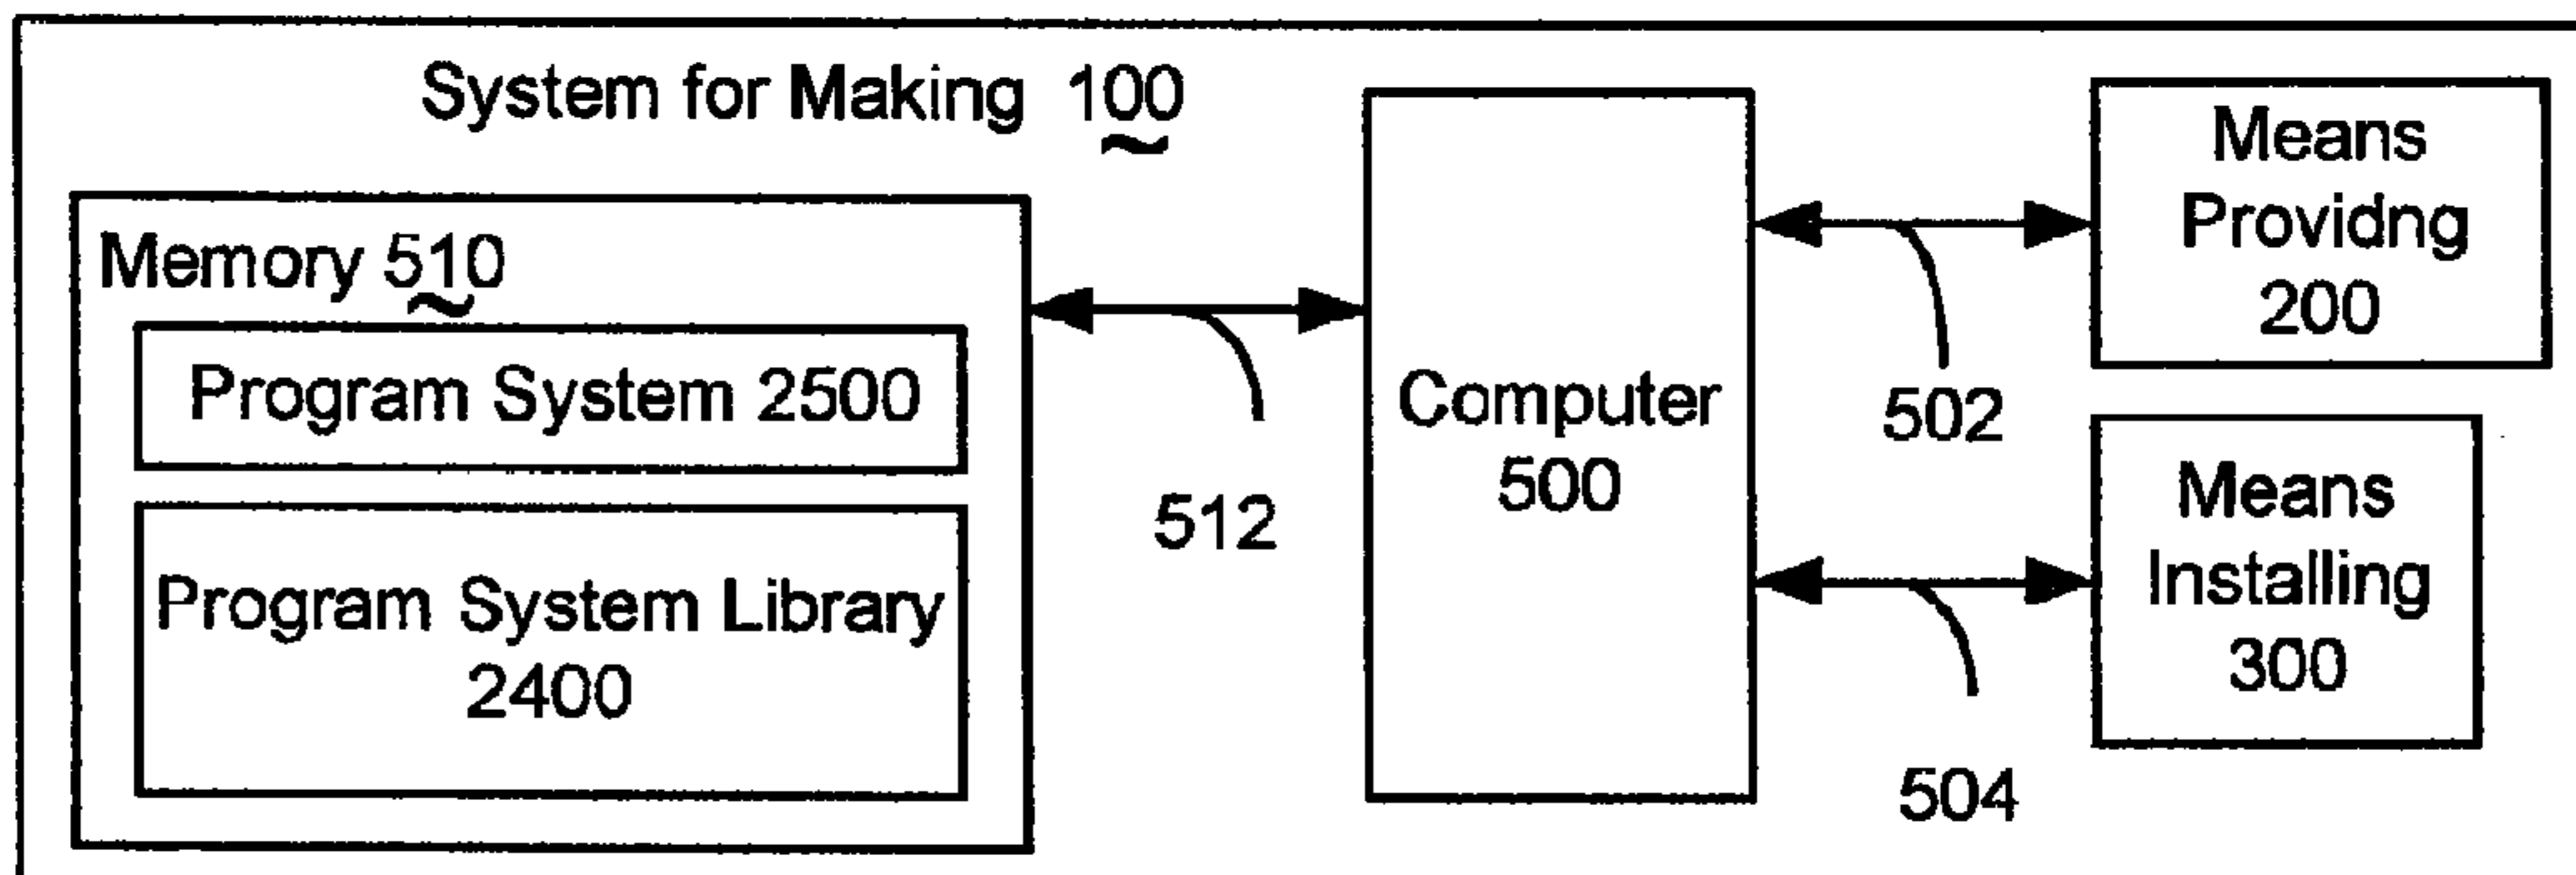 System for Making 100
Memory 510
Program System 2500
Program System Library
2400
512
Computer
500
502
504
Means
Providng
200
Means
Installing
300